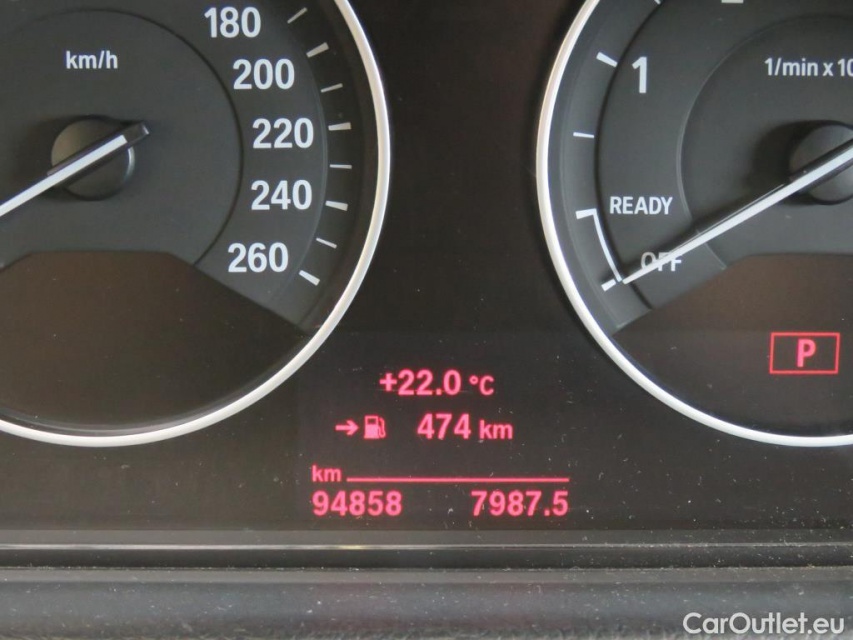 180
km/h
200
220
240
260
1
1/min x 10
READY
OFF
P
+22.0 °C
474 km
km
94858 7987.5
CarOutlet.eu